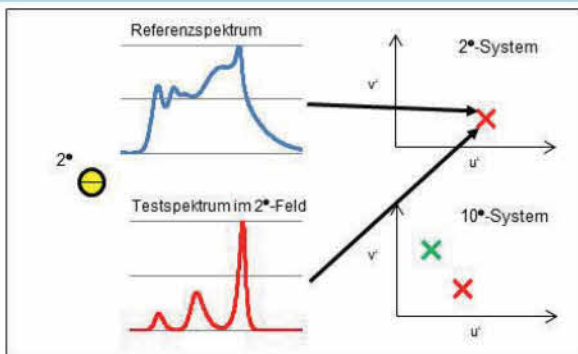 Referenzspektrum
2°-System
v'
u'
2°
Testspektrum im 2°-Feld
10°-System
v'
u'